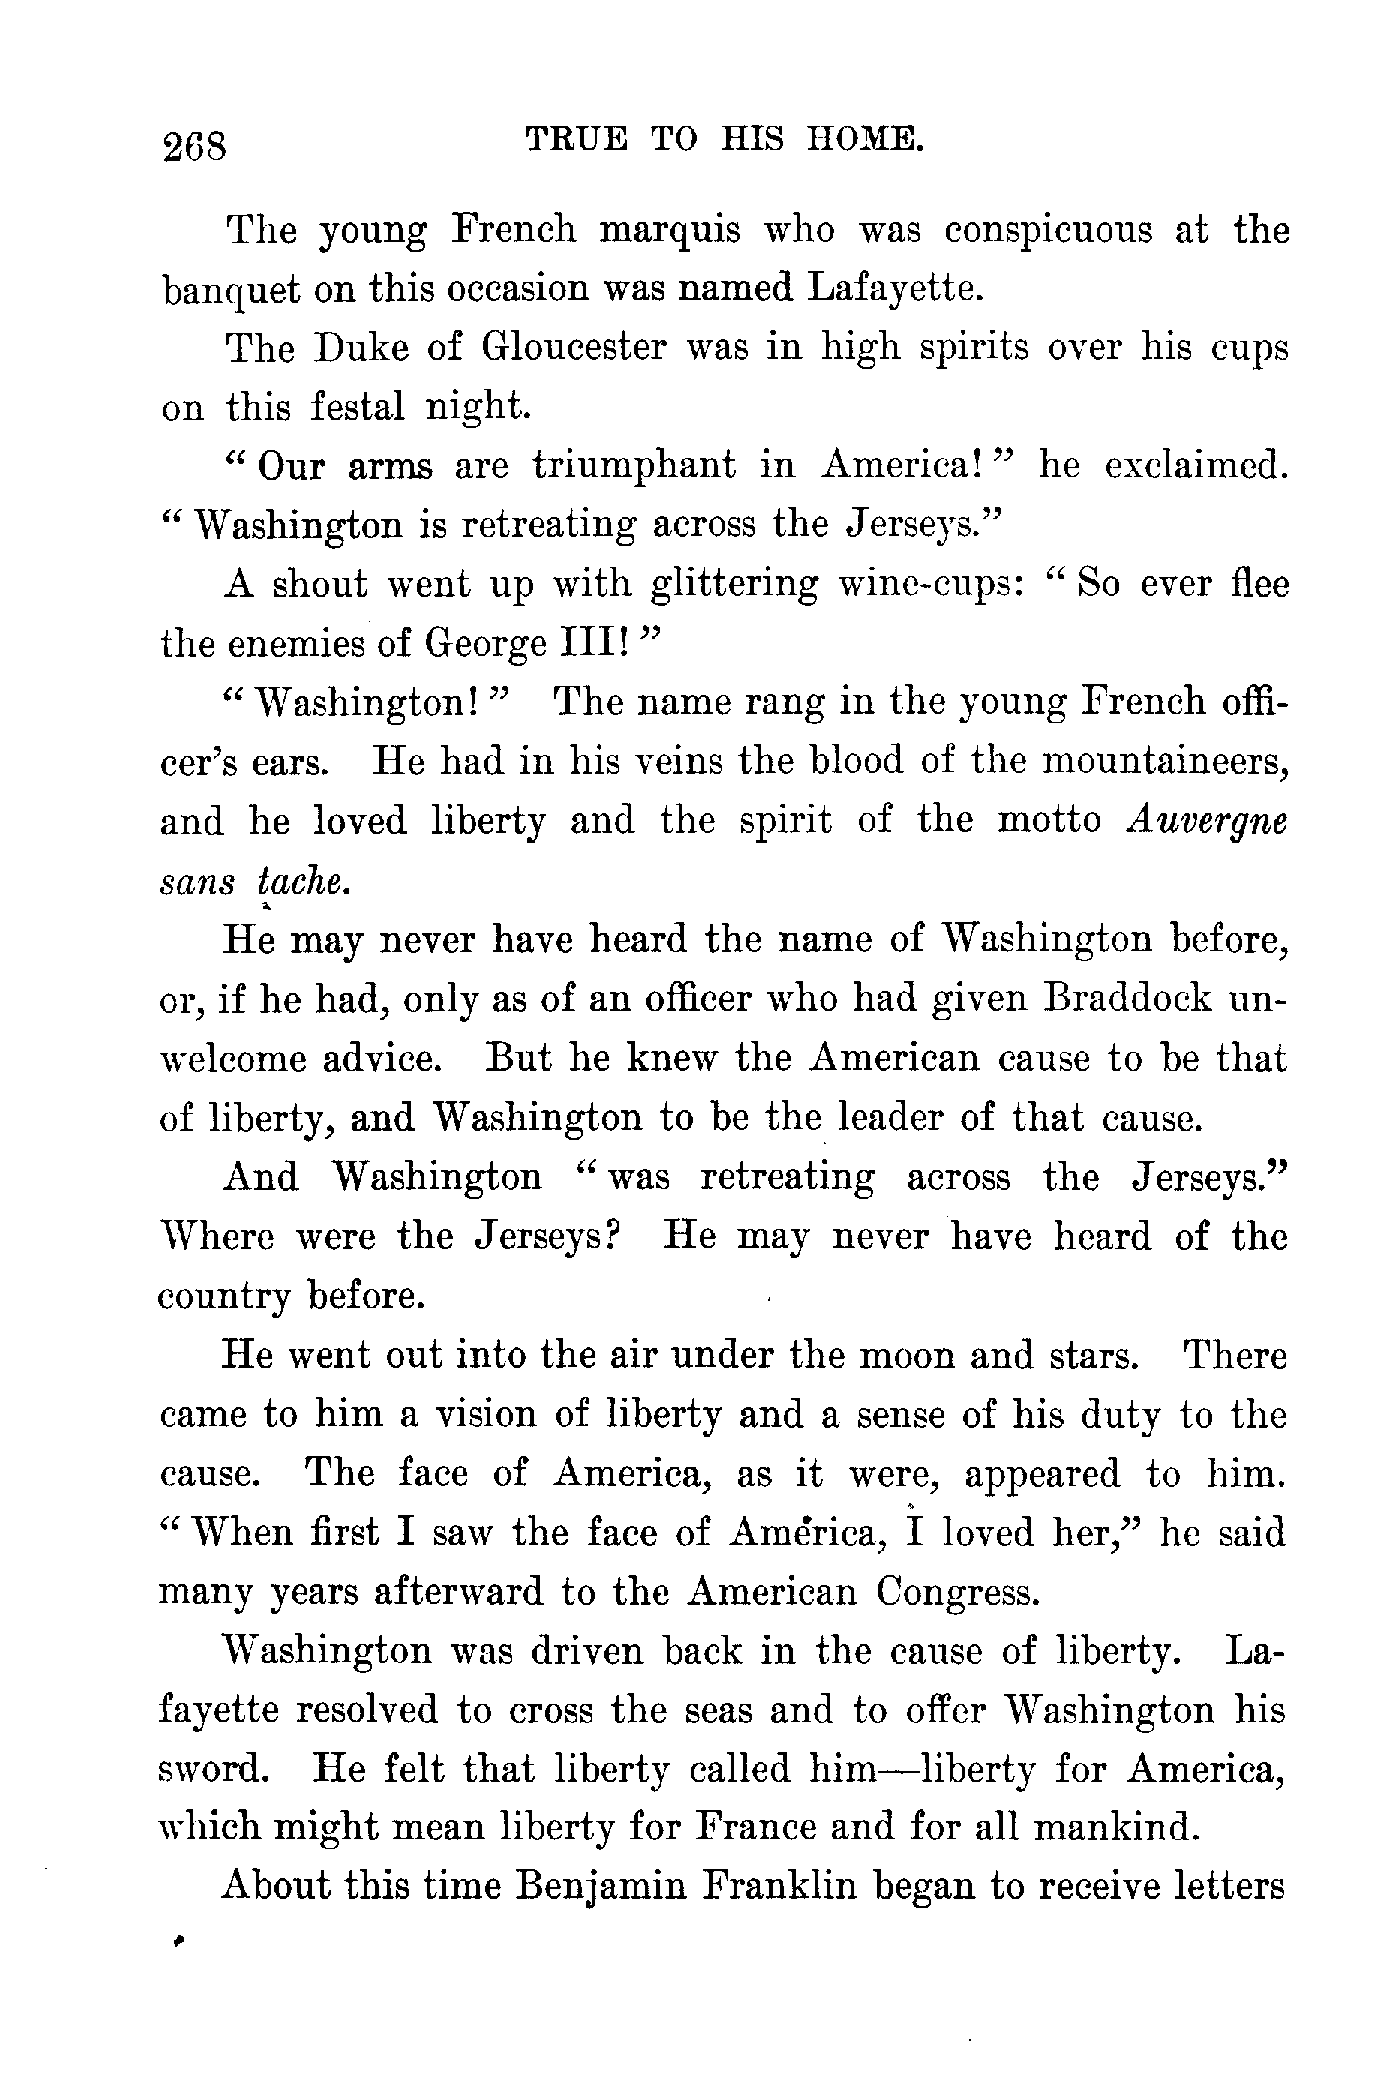 268 TRUE TO HIS HOME.
The young French marquis who was conspicuous at the
banquet on this occasion was named Lafayette.
The Duke of Gloucester was in high spirits over his cups
on this festal night.
“Our arms are triumphant in America!” he exclaimed.
“Washington is retreating across the Jerseys.”
A shout went up with glittering wine-cups: “So ever flee
the enemies of George III!”
“Washington!” The name rang in the young French offi-
cer’s ears. He had in his veins the blood of the mountaineers,
and he loved liberty and the spirit of the motto Auvergne
sans tache.
He may never have heard the name of Washington before,
or, if he had, only as of an officer who had given Braddock un-
welcome advice. But he knew the American cause to be that
of liberty, and Washington to be the leader of that cause.
And Washington “was retreating across the Jerseys.”
Where were the Jerseys? He may never have heard of the
country before.
He went out into the air under the moon and stars. There
came to him a vision of liberty and a sense of his duty to the
cause. The face of America, as it were, appeared to him.
“When first I saw the face of America, I loved her,” he said
many years afterward to the American Congress.
Washington was driven back in the cause of liberty. La-
fayette resolved to cross the seas and to offer Washington his
sword. He felt that liberty called him—liberty for America,
which might mean liberty for France and for all mankind.
About this time Benjamin Franklin began to receive letters